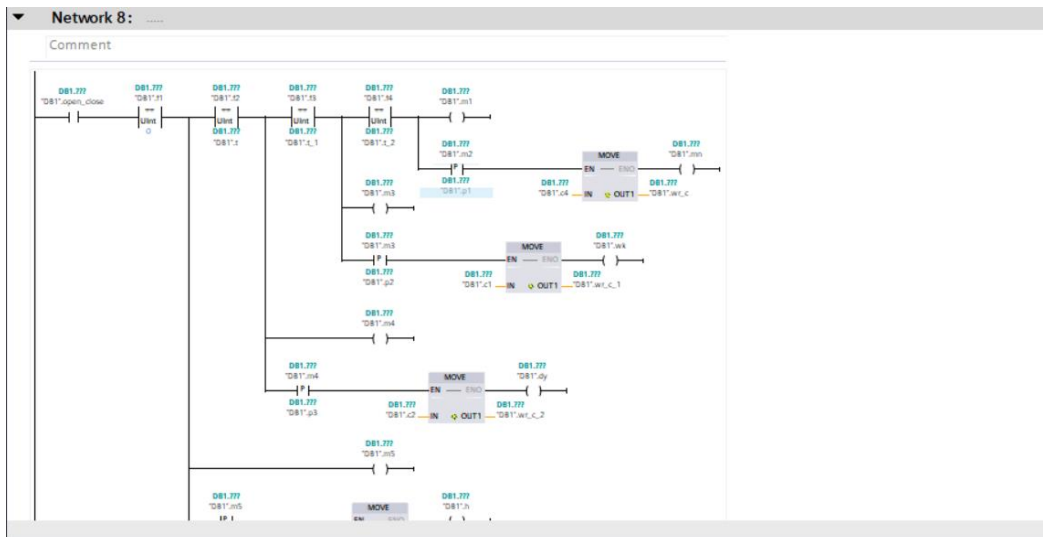 Network 8: .....
Comment
DB1.??? DB1.??? DB1.??? DB1.??? DB1.??? DB1.???
"DB1".open_close "DB1".f1 "DB1".f2 "DB1".f3 "DB1".f4 "DB1".m1
== == == ==
UInt UInt UInt UInt
0 DB1.??? DB1.??? DB1.???
"DB1".t "DB1".t_1 "DB1".t_2
DB1.??? DB1.???
"DB1".m2 MOVE "DB1".mn
P EN ENO
DB1.??? DB1.??? DB1.??? DB1.???
"DB1".m3 "DB1".p1 "DB1".c4 IN OUT1 "DB1".wr_c
DB1.??? DB1.???
"DB1".m3 MOVE "DB1".wk
P EN ENO
DB1.??? DB1.??? DB1.???
"DB1".p2 "DB1".c1 IN OUT1 "DB1".wr_c_1
DB1.???
"DB1".m4
DB1.??? DB1.???
"DB1".m4 MOVE "DB1".dy
P EN ENO
DB1.??? DB1.??? DB1.???
"DB1".p3 "DB1".c2 IN OUT1 "DB1".wr_c_2
DB1.???
"DB1".m5
DB1.??? DB1.???
"DB1".m5 MOVE "DB1".h
P EN ENO